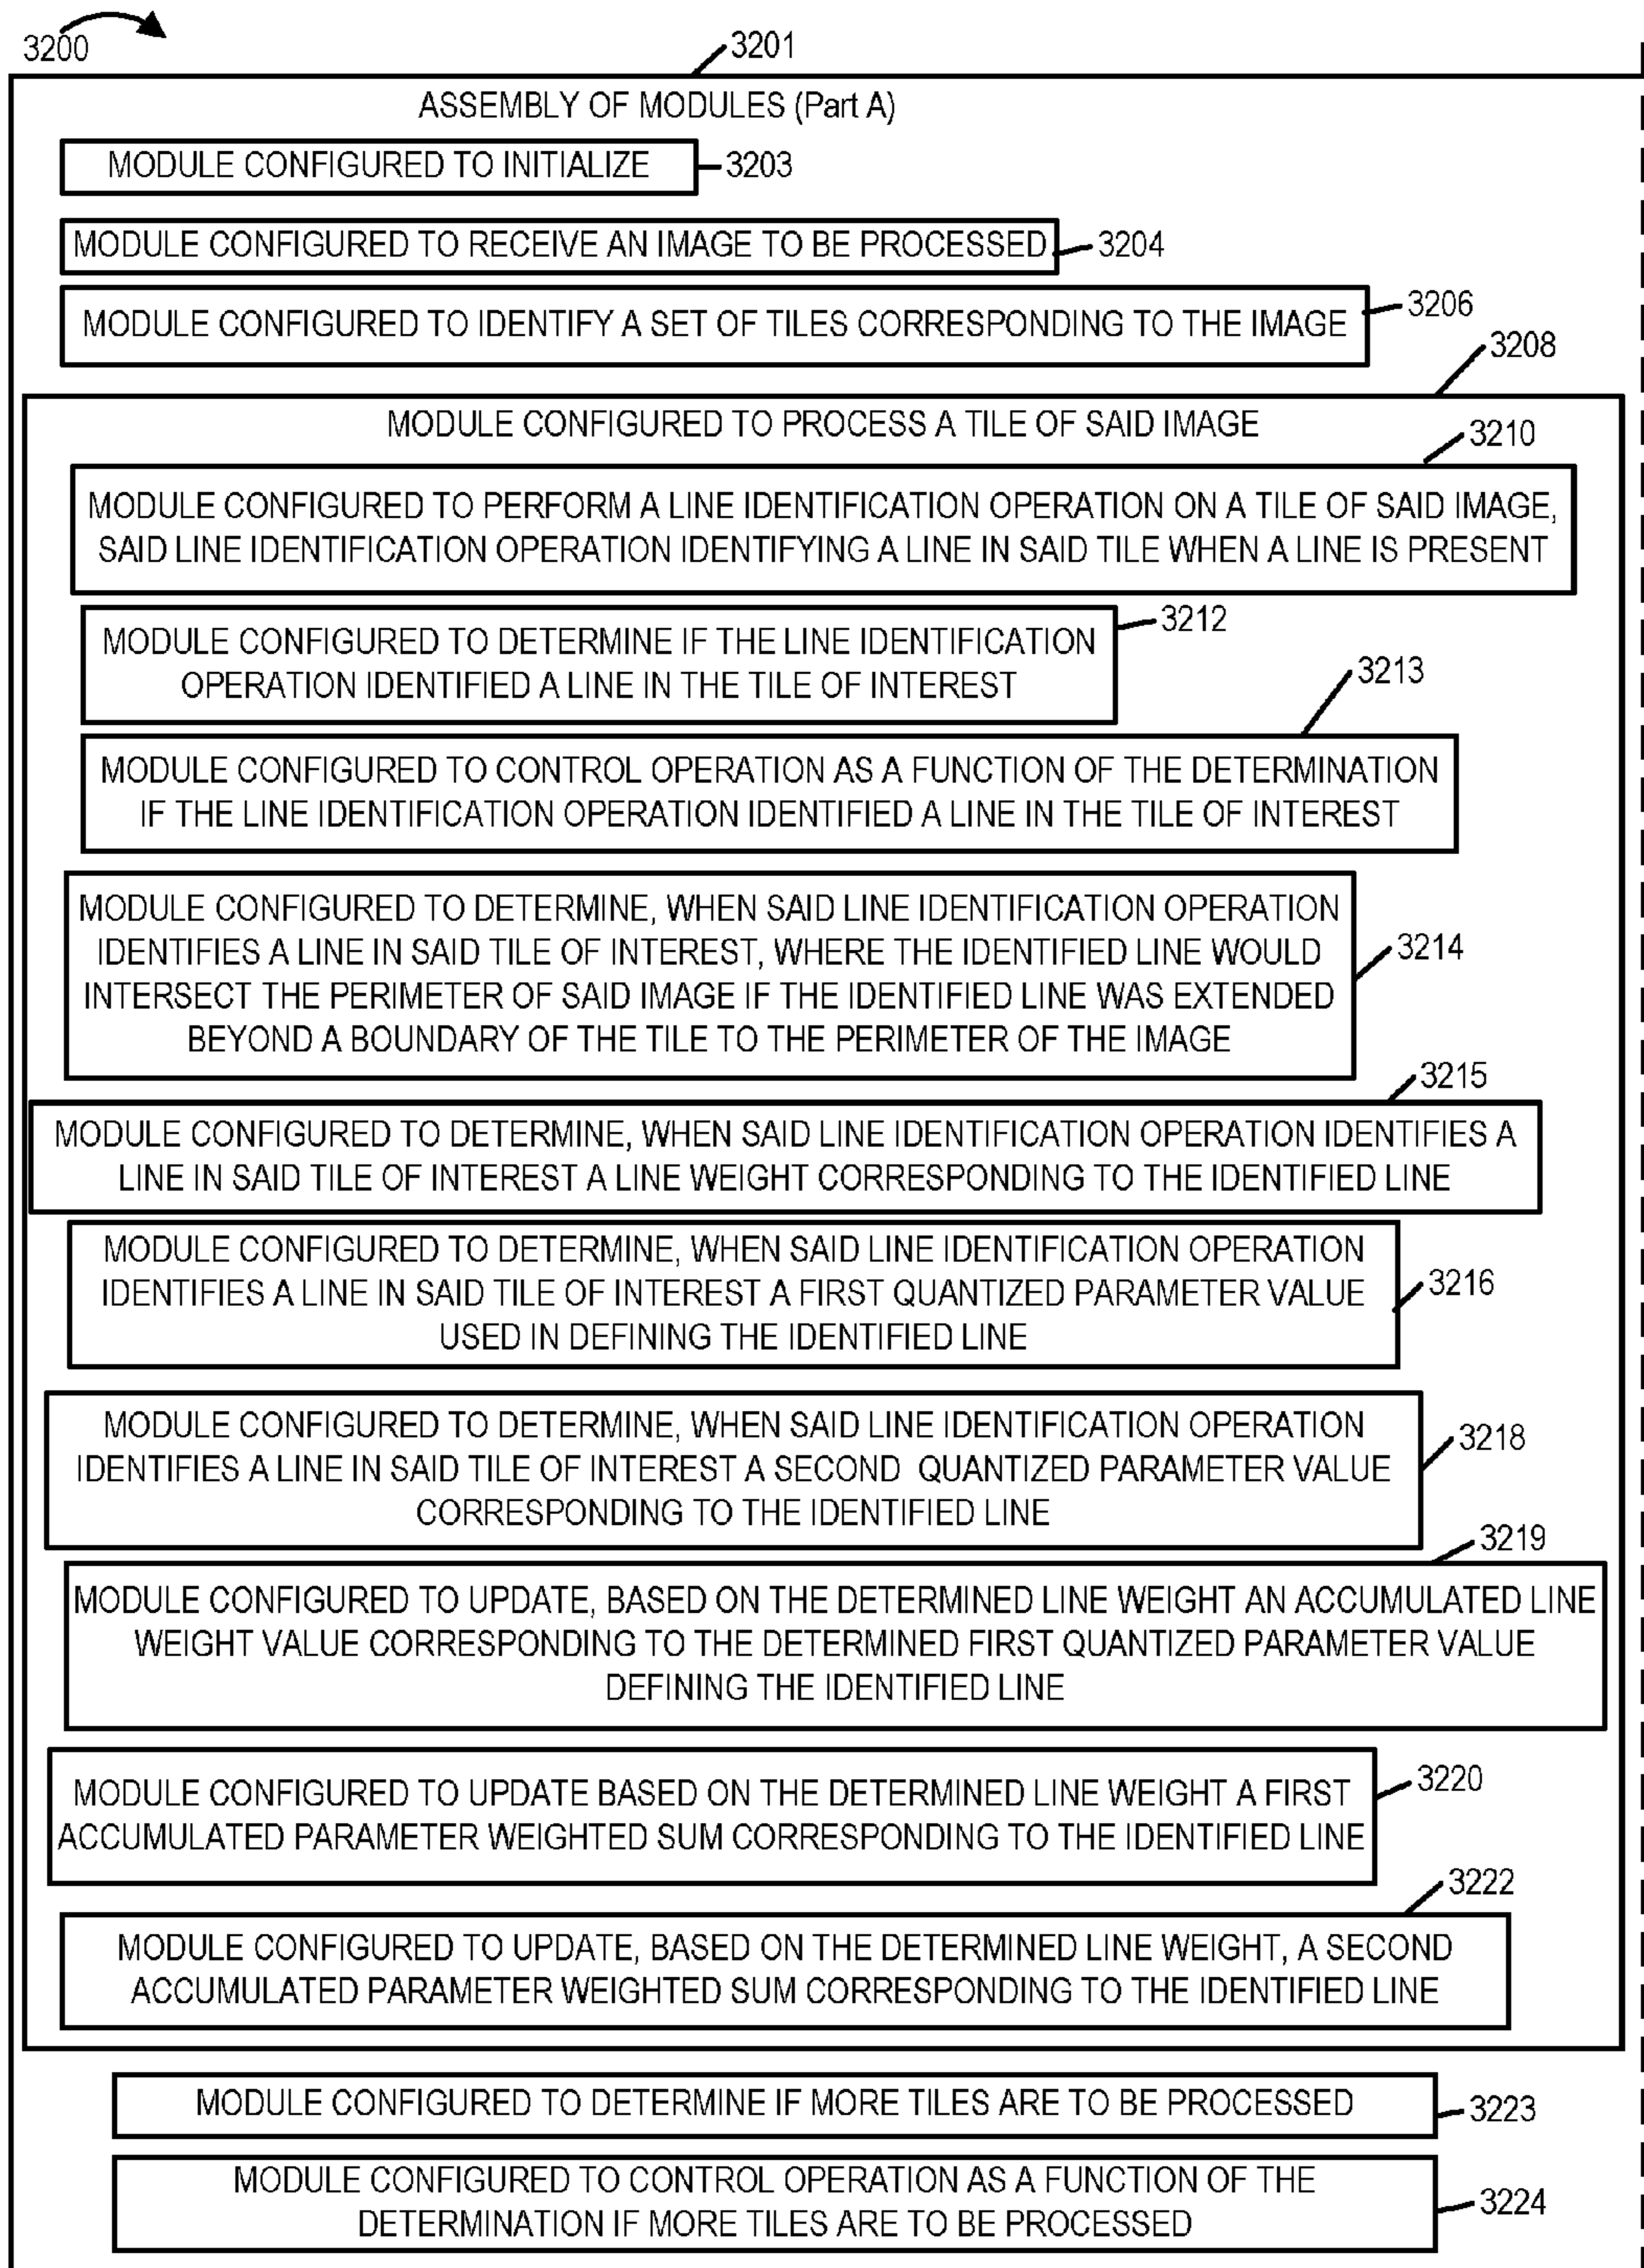 3200
3201
ASSEMBLY OF MODULES (Part A)
MODULE CONFIGURED TO INITIALIZE
3203
MODULE CONFIGURED TO RECEIVE AN IMAGE TO BE PROCESSED
3204
MODULE CONFIGURED TO IDENTIFY A SET OF TILES CORRESPONDING TO THE IMAGE
3206
3208
MODULE CONFIGURED TO PROCESS A TILE OF SAID IMAGE
3210
MODULE CONFIGURED TO PERFORM A LINE IDENTIFICATION OPERATION ON A TILE OF SAID IMAGE,
SAID LINE IDENTIFICATION OPERATION IDENTIFYING A LINE IN SAID TILE WHEN A LINE IS PRESENT
3212
MODULE CONFIGURED TO DETERMINE IF THE LINE IDENTIFICATION
OPERATION IDENTIFIED A LINE IN THE TILE OF INTEREST
3213
MODULE CONFIGURED TO CONTROL OPERATION AS A FUNCTION OF THE DETERMINATION
IF THE LINE IDENTIFICATION OPERATION IDENTIFIED A LINE IN THE TILE OF INTEREST
MODULE CONFIGURED TO DETERMINE, WHEN SAID LINE IDENTIFICATION OPERATION
IDENTIFIES A LINE IN SAID TILE OF INTEREST, WHERE THE IDENTIFIED LINE WOULD
INTERSECT THE PERIMETER OF SAID IMAGE IF THE IDENTIFIED LINE WAS EXTENDED
BEYOND A BOUNDARY OF THE TILE TO THE PERIMETER OF THE IMAGE
3214
3215
MODULE CONFIGURED TO DETERMINE, WHEN SAID LINE IDENTIFICATION OPERATION IDENTIFIES A
LINE IN SAID TILE OF INTEREST A LINE WEIGHT CORRESPONDING TO THE IDENTIFIED LINE
MODULE CONFIGURED TO DETERMINE, WHEN SAID LINE IDENTIFICATION OPERATION
IDENTIFIES A LINE IN SAID TILE OF INTEREST A FIRST QUANTIZED PARAMETER VALUE
USED IN DEFINING THE IDENTIFIED LINE
3216
MODULE CONFIGURED TO DETERMINE, WHEN SAID LINE IDENTIFICATION OPERATION
IDENTIFIES A LINE IN SAID TILE OF INTEREST A SECOND QUANTIZED PARAMETER VALUE
CORRESPONDING TO THE IDENTIFIED LINE
3218
3219
MODULE CONFIGURED TO UPDATE, BASED ON THE DETERMINED LINE WEIGHT AN ACCUMULATED LINE
WEIGHT VALUE CORRESPONDING TO THE DETERMINED FIRST QUANTIZED PARAMETER VALUE
DEFINING THE IDENTIFIED LINE
MODULE CONFIGURED TO UPDATE BASED ON THE DETERMINED LINE WEIGHT A FIRST
ACCUMULATED PARAMETER WEIGHTED SUM CORRESPONDING TO THE IDENTIFIED LINE
3220
3222
MODULE CONFIGURED TO UPDATE, BASED ON THE DETERMINED LINE WEIGHT, A SECOND
ACCUMULATED PARAMETER WEIGHTED SUM CORRESPONDING TO THE IDENTIFIED LINE
MODULE CONFIGURED TO DETERMINE IF MORE TILES ARE TO BE PROCESSED
3223
MODULE CONFIGURED TO CONTROL OPERATION AS A FUNCTION OF THE
DETERMINATION IF MORE TILES ARE TO BE PROCESSED
3224